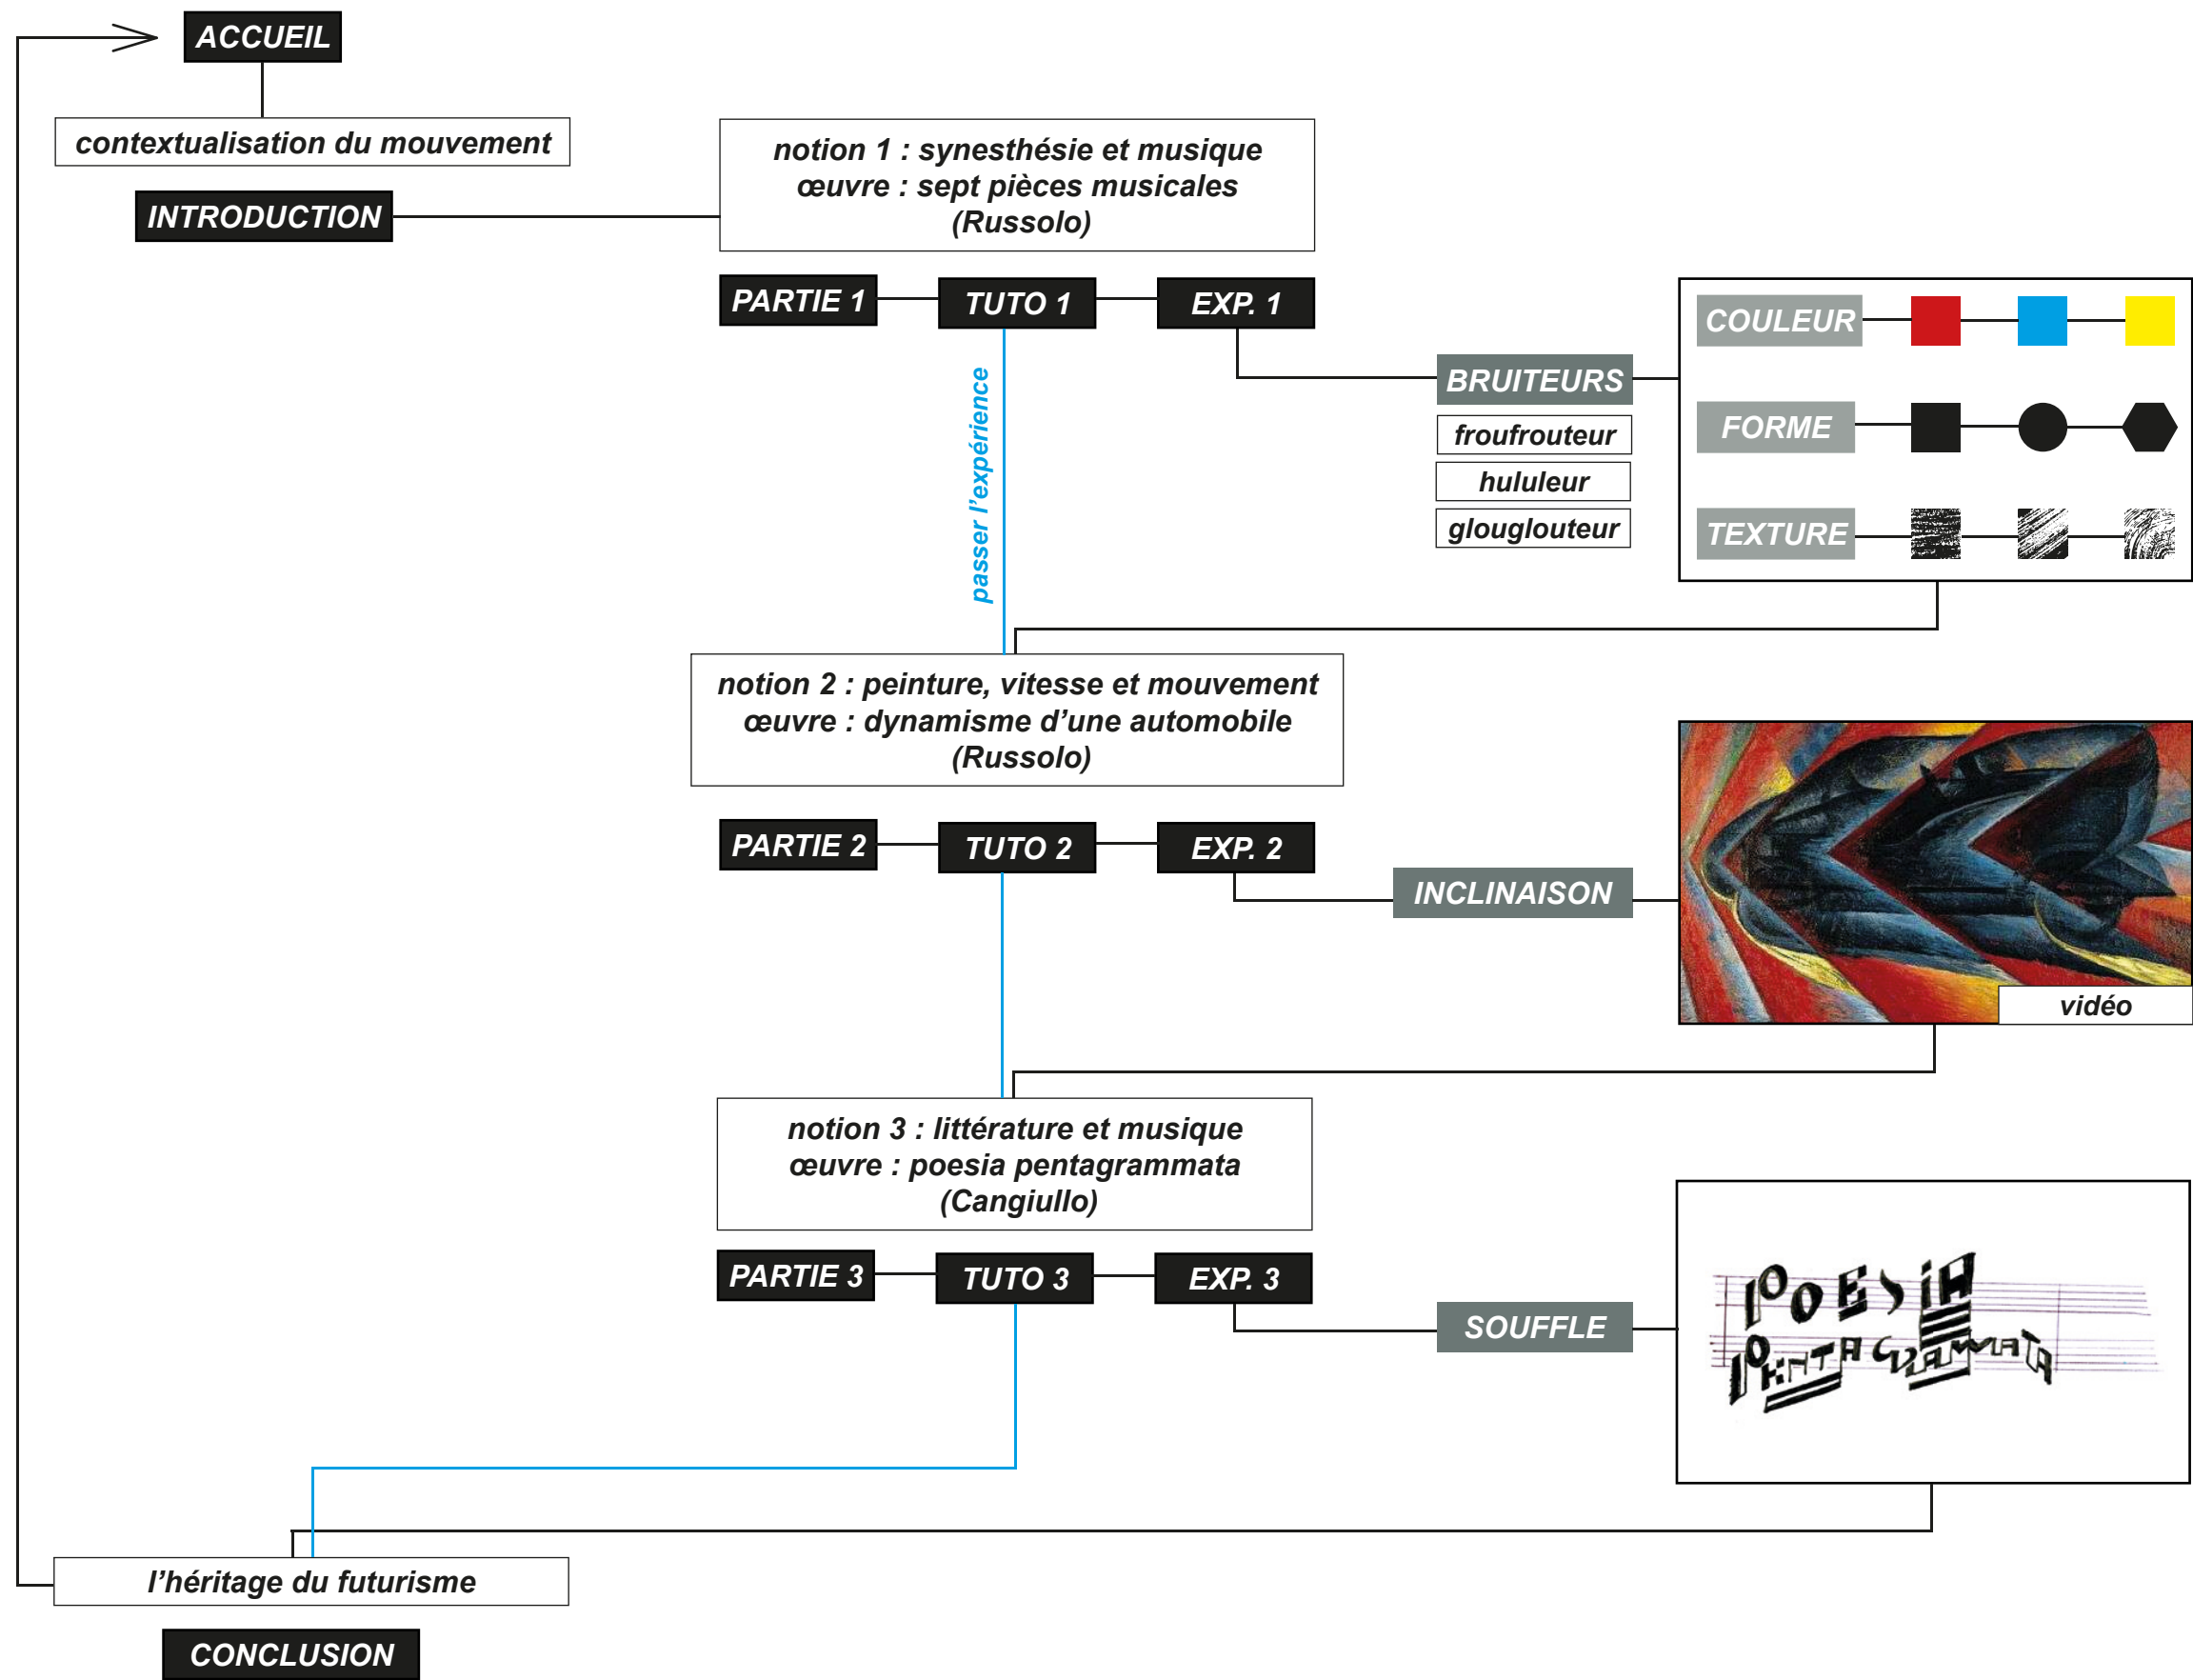 ACCUEIL
contextualisation du mouvement
INTRODUCTION
notion 1 : synesthésie et musique
œuvre : sept pièces musicales
(Russolo)
PARTIE 1
TUTO 1
EXP. 1
passer l’expérience
BRUITEURS
froufrouteur
hululeur
glouglouteur
COULEUR
FORME
TEXTURE
notion 2 : peinture, vitesse et mouvement
œuvre : dynamisme d’une automobile
(Russolo)
PARTIE 2
TUTO 2
EXP. 2
INCLINAISON
vidéo
notion 3 : littérature et musique
œuvre : poesia pentagrammata
(Cangiullo)
PARTIE 3
TUTO 3
EXP. 3
SOUFFLE
POESIA
PENTAGRAMMATA
l’héritage du futurisme
CONCLUSION